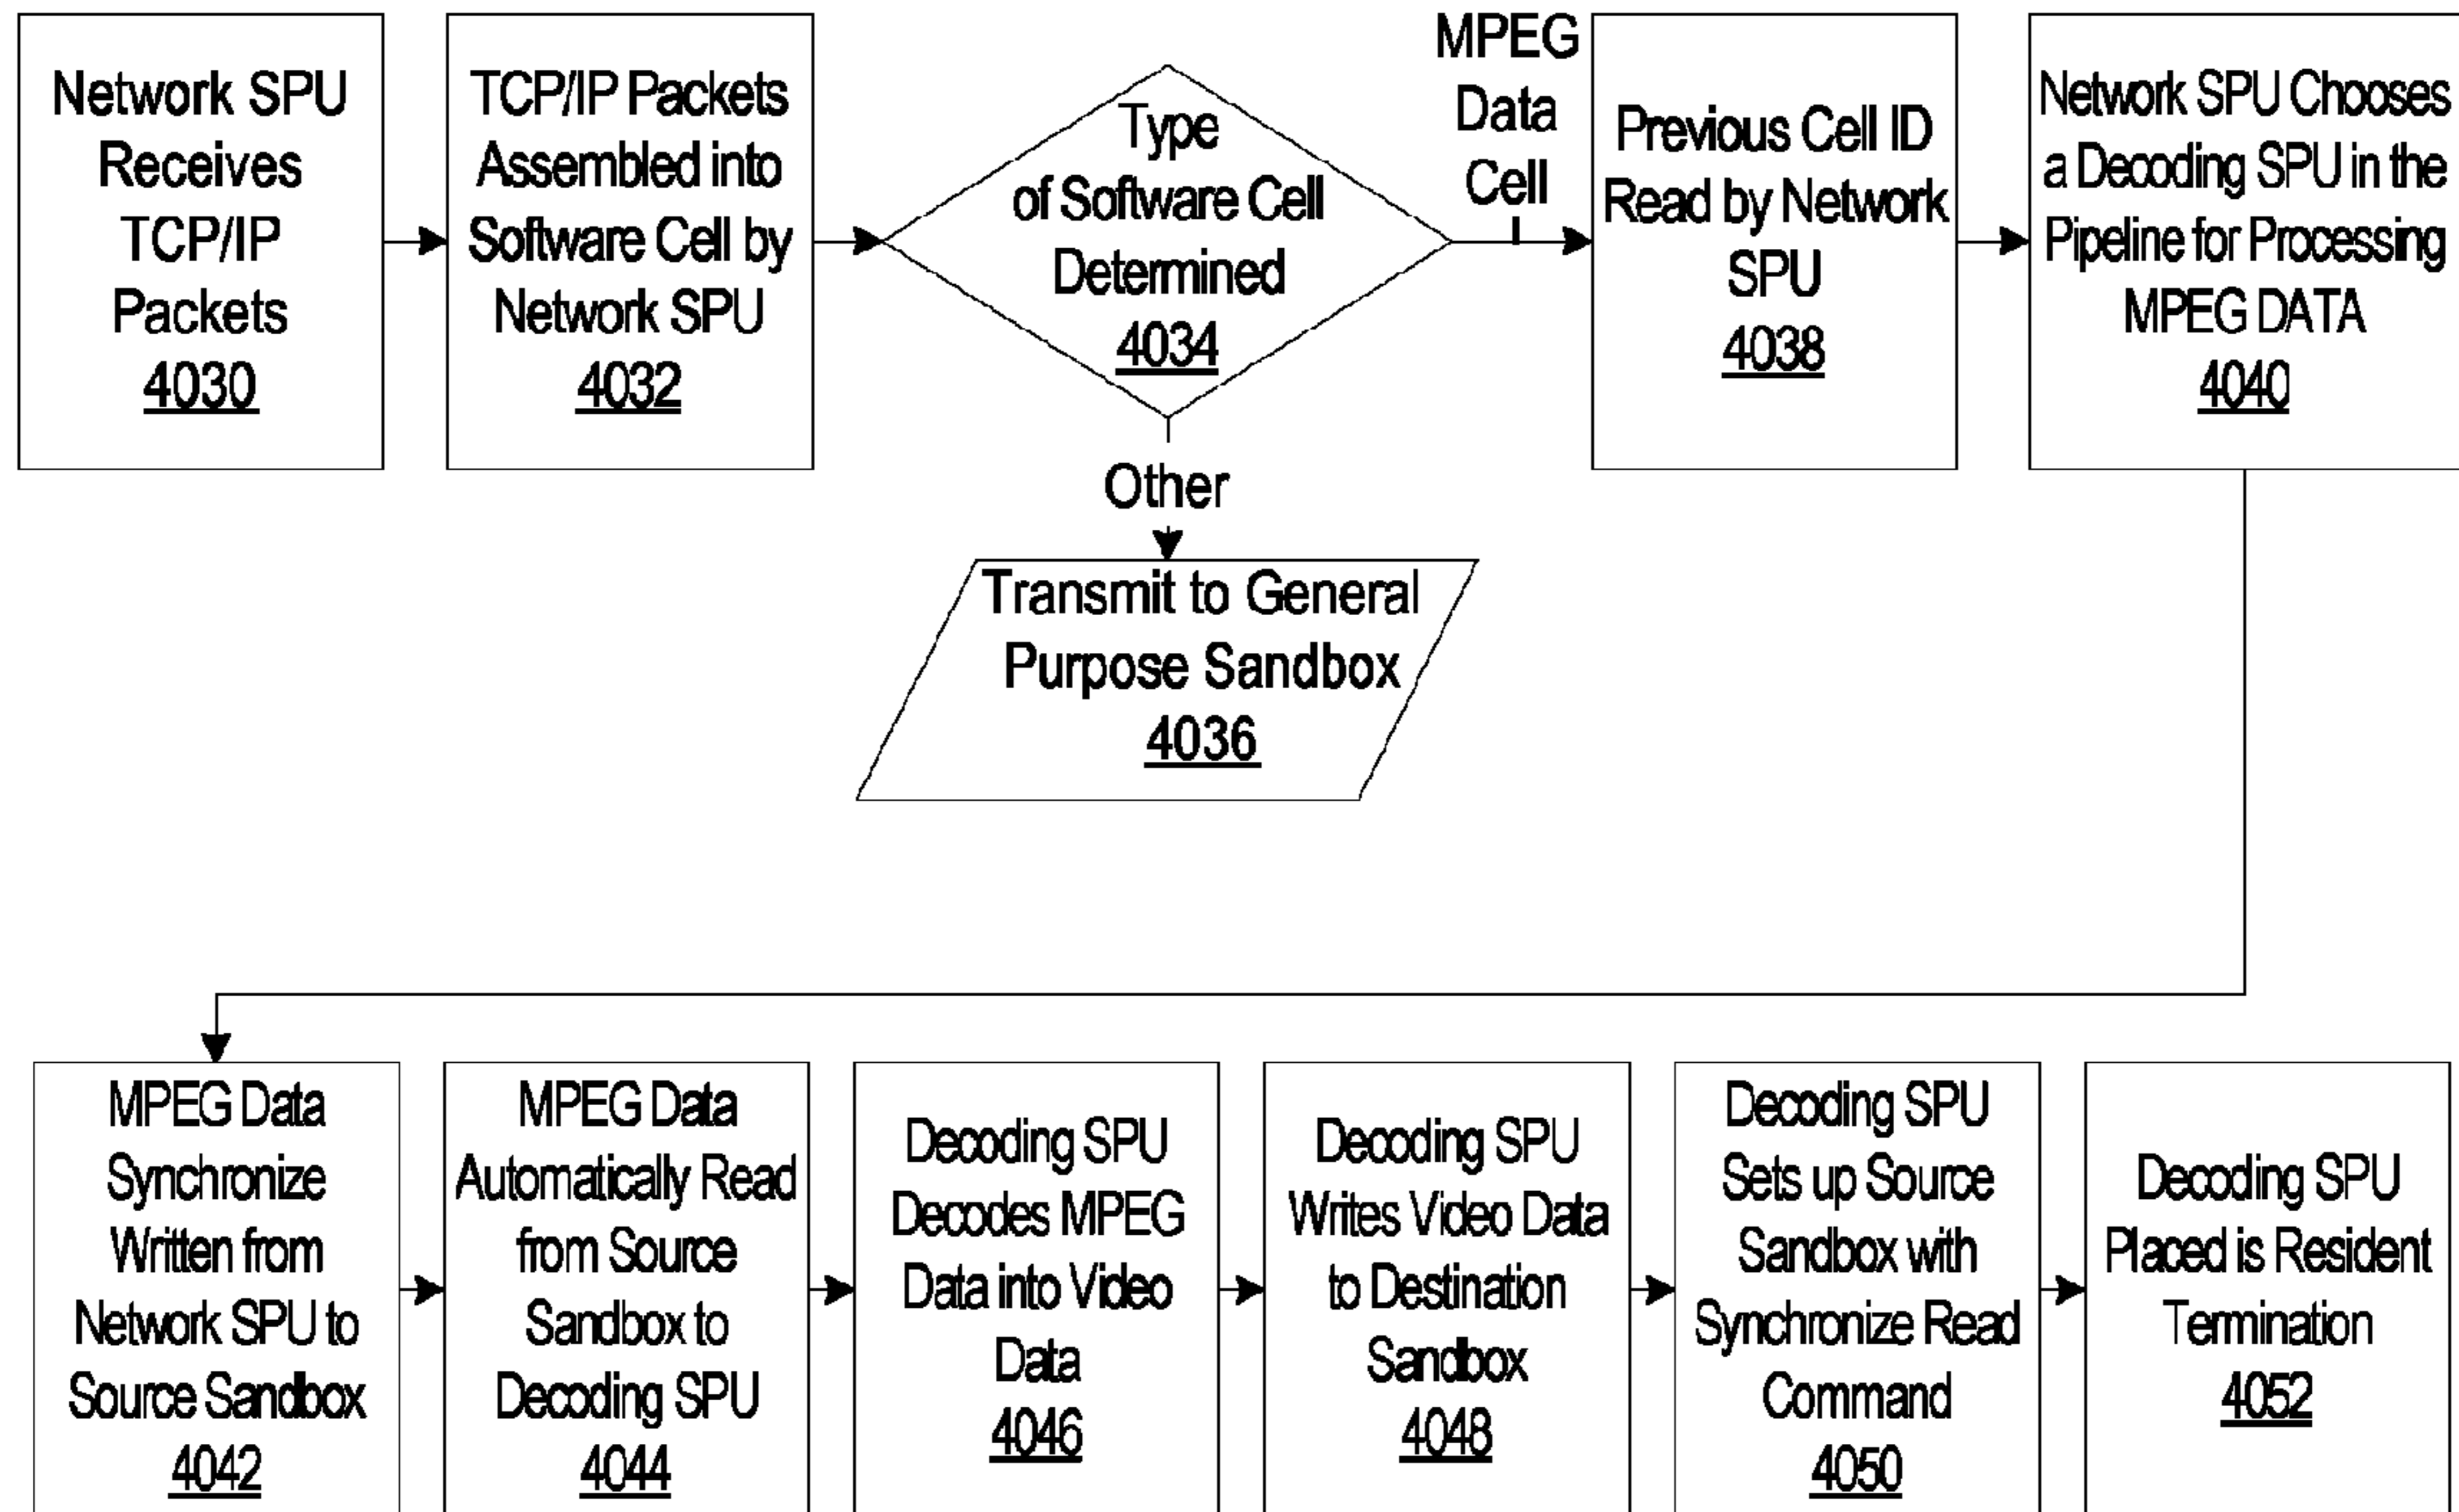 Network SPU
Receives
TCP/IP
Packets
4030
TCP/IP Packets
Assembled into
Software Cell by
Network SPU
4032
Type
of Software Cell
Determined
4034
MPEG
Data
Cell
Previous Cell ID
Read by Network
SPU
4038
Network SPU Chooses
a Decoding SPU in the
Pipeline for Processing
MPEG DATA
4040
Other
Transmit to General
Purpose Sandbox
4036
MPEG Data
Synchronize
Written from
Network SPU to
Source Sandbox
4042
MPEG Data
Automatically Read
from Source
Sandbox to
Decoding SPU
4044
Decoding SPU
Decodes MPEG
Data into Video
Data
4046
Decoding SPU
Writes Video Data
to Destination
Sandbox
4048
Decoding SPU
Sets up Source
Sandbox with
Synchronize Read
Command
4050
Decoding SPU
Placed is Resident
Termination
4052